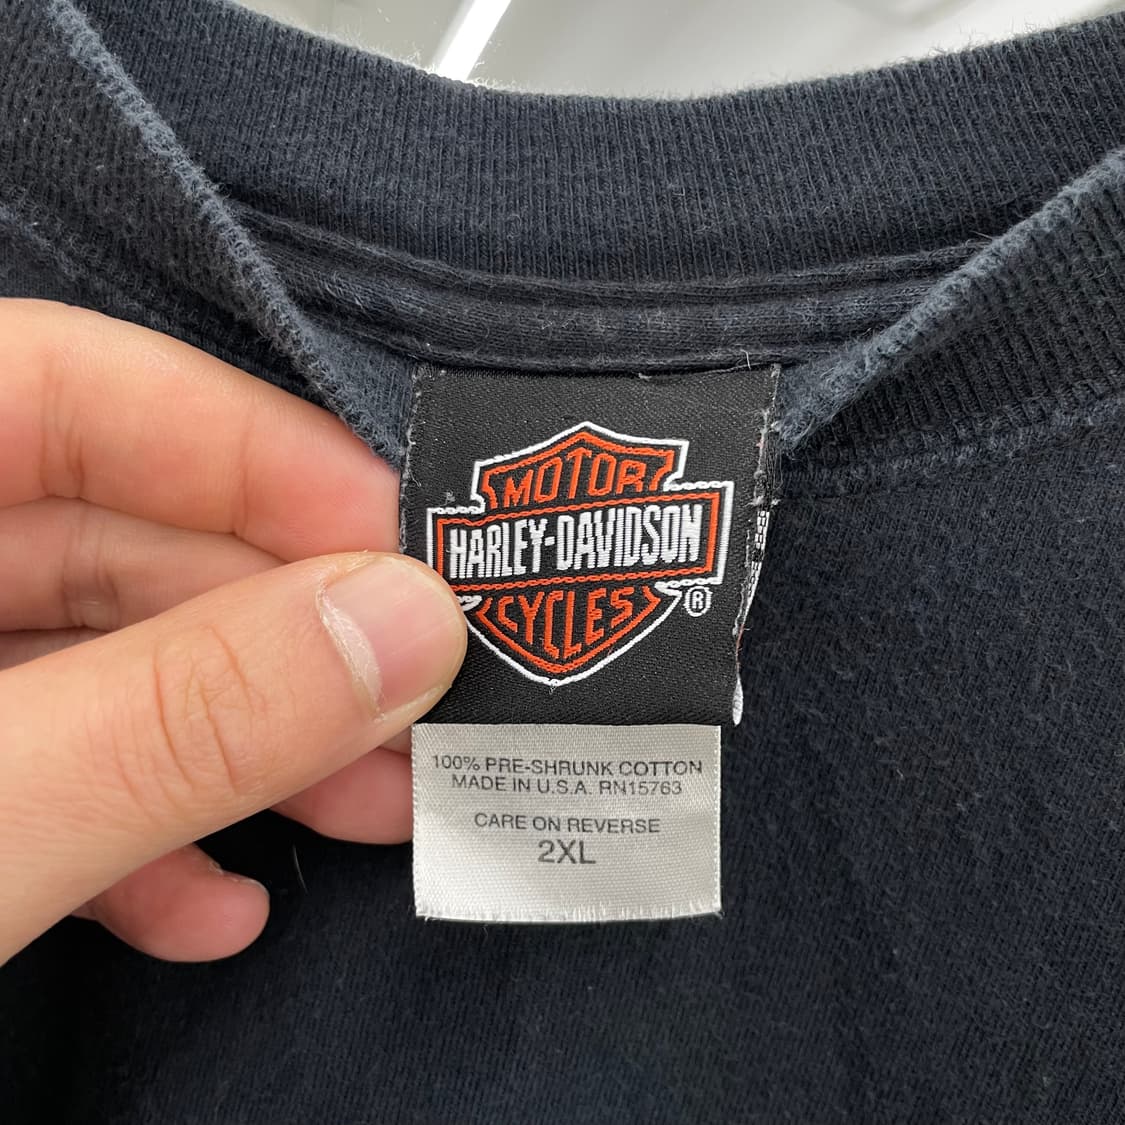 MOTOR
HARLEY-DAVIDSON
CYCLES
®
100% PRE-SHRUNK COTTON
MADE IN U.S.A. RN15763
CARE ON REVERSE
2XL